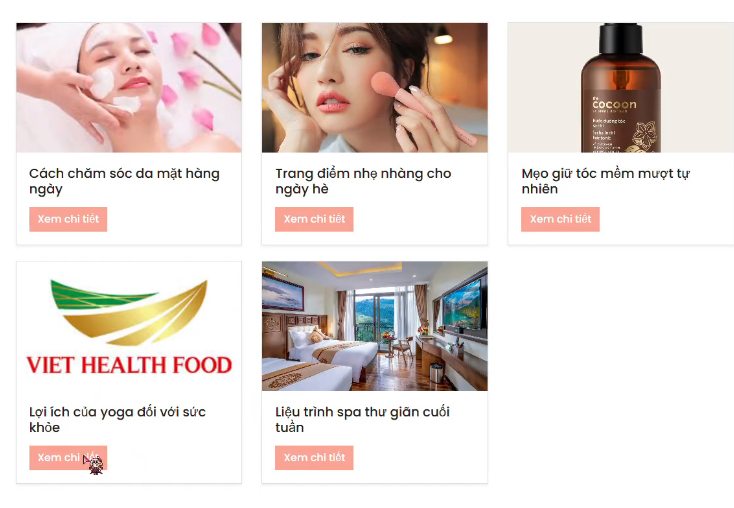 the
cocoon
Cách chăm sóc da mặt hàng
ngày
Xem chi tiết
Trang điểm nhẹ nhàng cho
ngày hè
Xem chi tiết
Mẹo giữ tóc mềm mượt tự
nhiên
Xem chi tiết
VIET HEALTH FOOD
Lợi ích của yoga đối với sức
khỏe
Xem chi
Liệu trình spa thư giãn cuối
tuần
Xem chi tiết